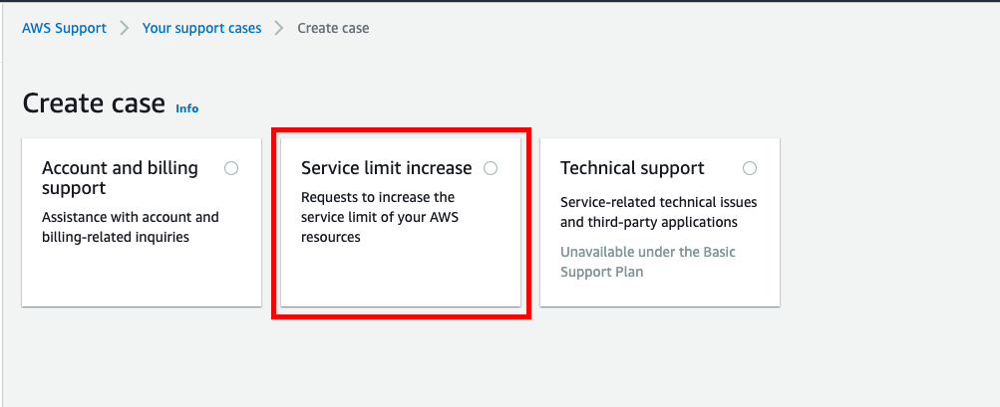 AWS Support > Your support cases > Create case
Create case Info
Account and billing
support
Assistance with account and
billing-related inquiries
Service limit increase
Requests to increase the
service limit of your AWS
resources
Technical support
Service-related technical issues
and third-party applications
Unavailable under the Basic
Support Plan